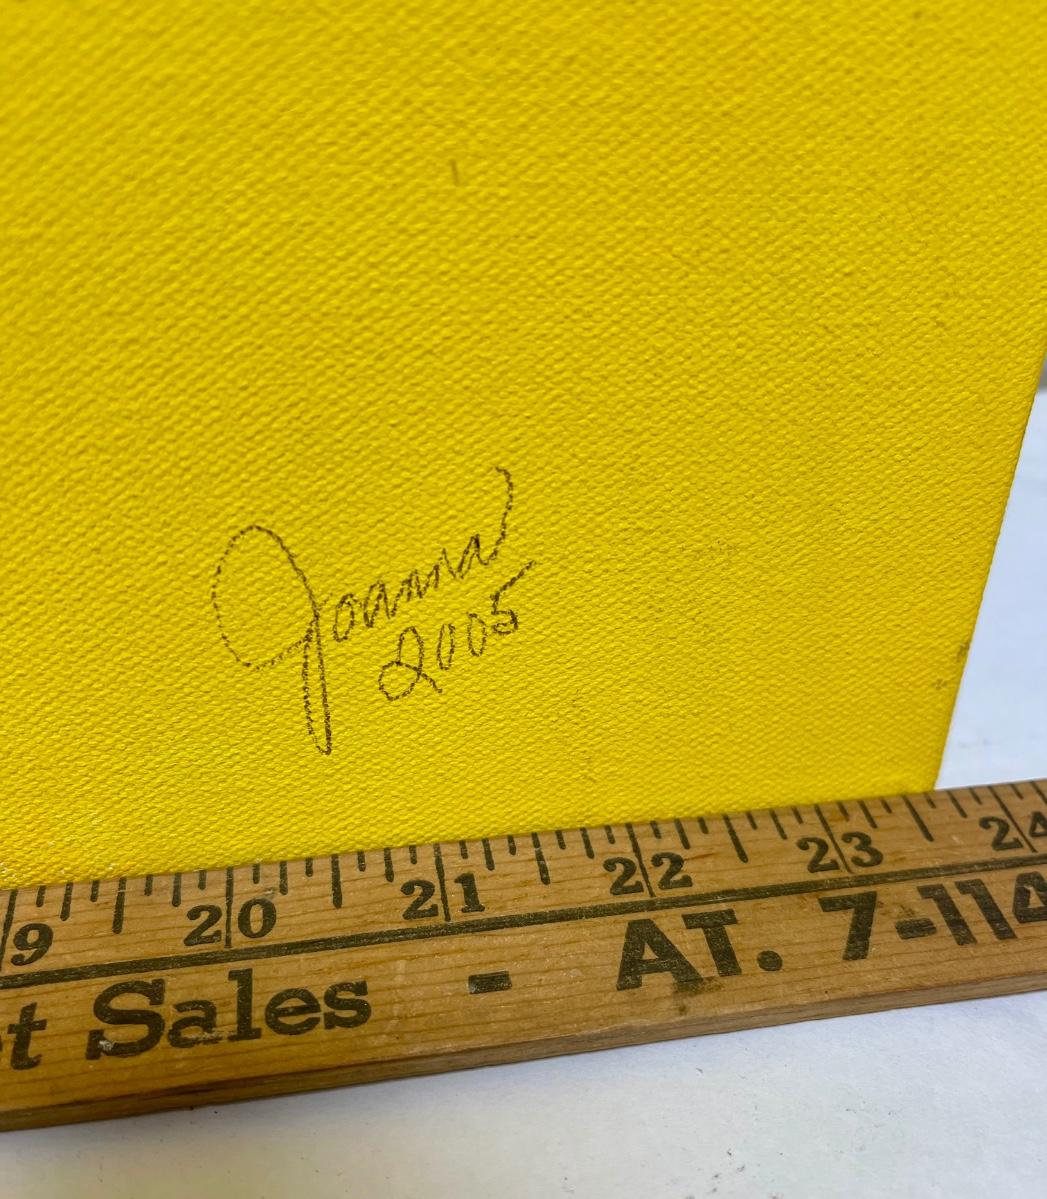 Joanna
2005
9 20 21 22 23 24
t Sales - AT. 7-114